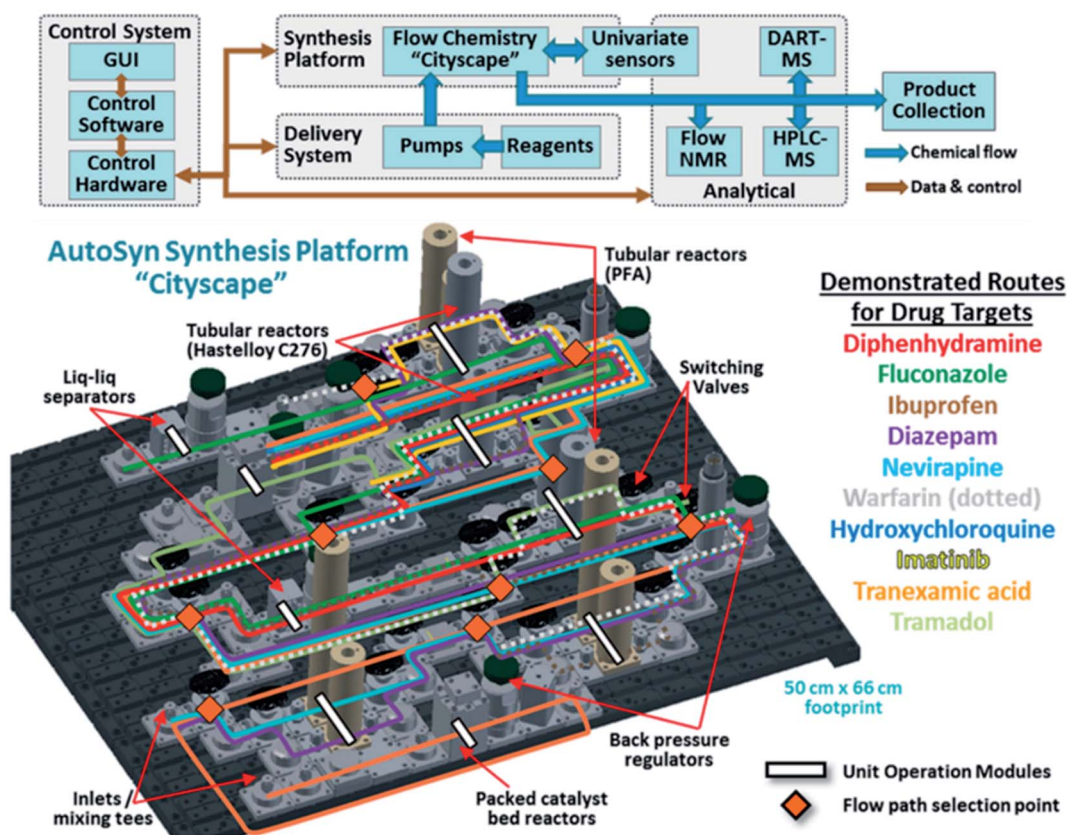 Control System
GUI
Control
Software
Control
Hardware
Synthesis
Platform
Flow Chemistry
“Cityscape”
Univariate
sensors
DART-
MS
Delivery
System
Pumps
Reagents
Flow
NMR
HPLC-
MS
Analytical
Product
Collection
Chemical flow
Data & control
AutoSyn Synthesis Platform
“Cityscape”
Tubular reactors
(PFA)
Tubular reactors
(Hastelloy C276)
Liq-liq
separators
Switching
Valves
Demonstrated Routes
for Drug Targets
Diphenhydramine
Fluconazole
Ibuprofen
Diazepam
Nevirapine
Warfarin (dotted)
Hydroxychloroquine
Imatinib
Tranexamic acid
Tramadol
50 cm x 66 cm
footprint
Back pressure
regulators
Inlets /
mixing tees
Packed catalyst
bed reactors
Unit Operation Modules
Flow path selection point